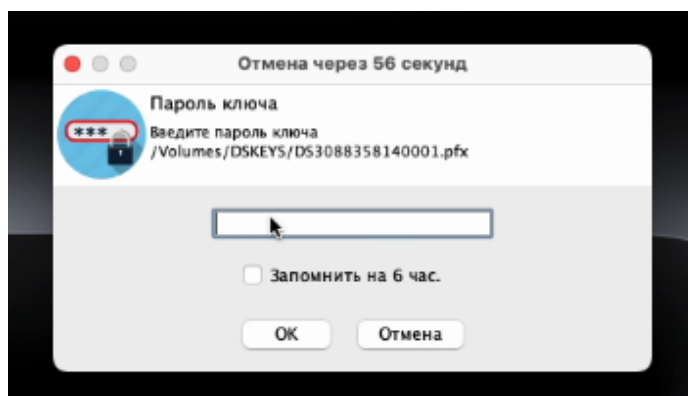 Отмена через 56 секунд
Пароль ключа
***
Введите пароль ключа
/Volumes/DSKEYS/DS3088358140001.pfx
Запомнить на 6 час.
OK
Отмена